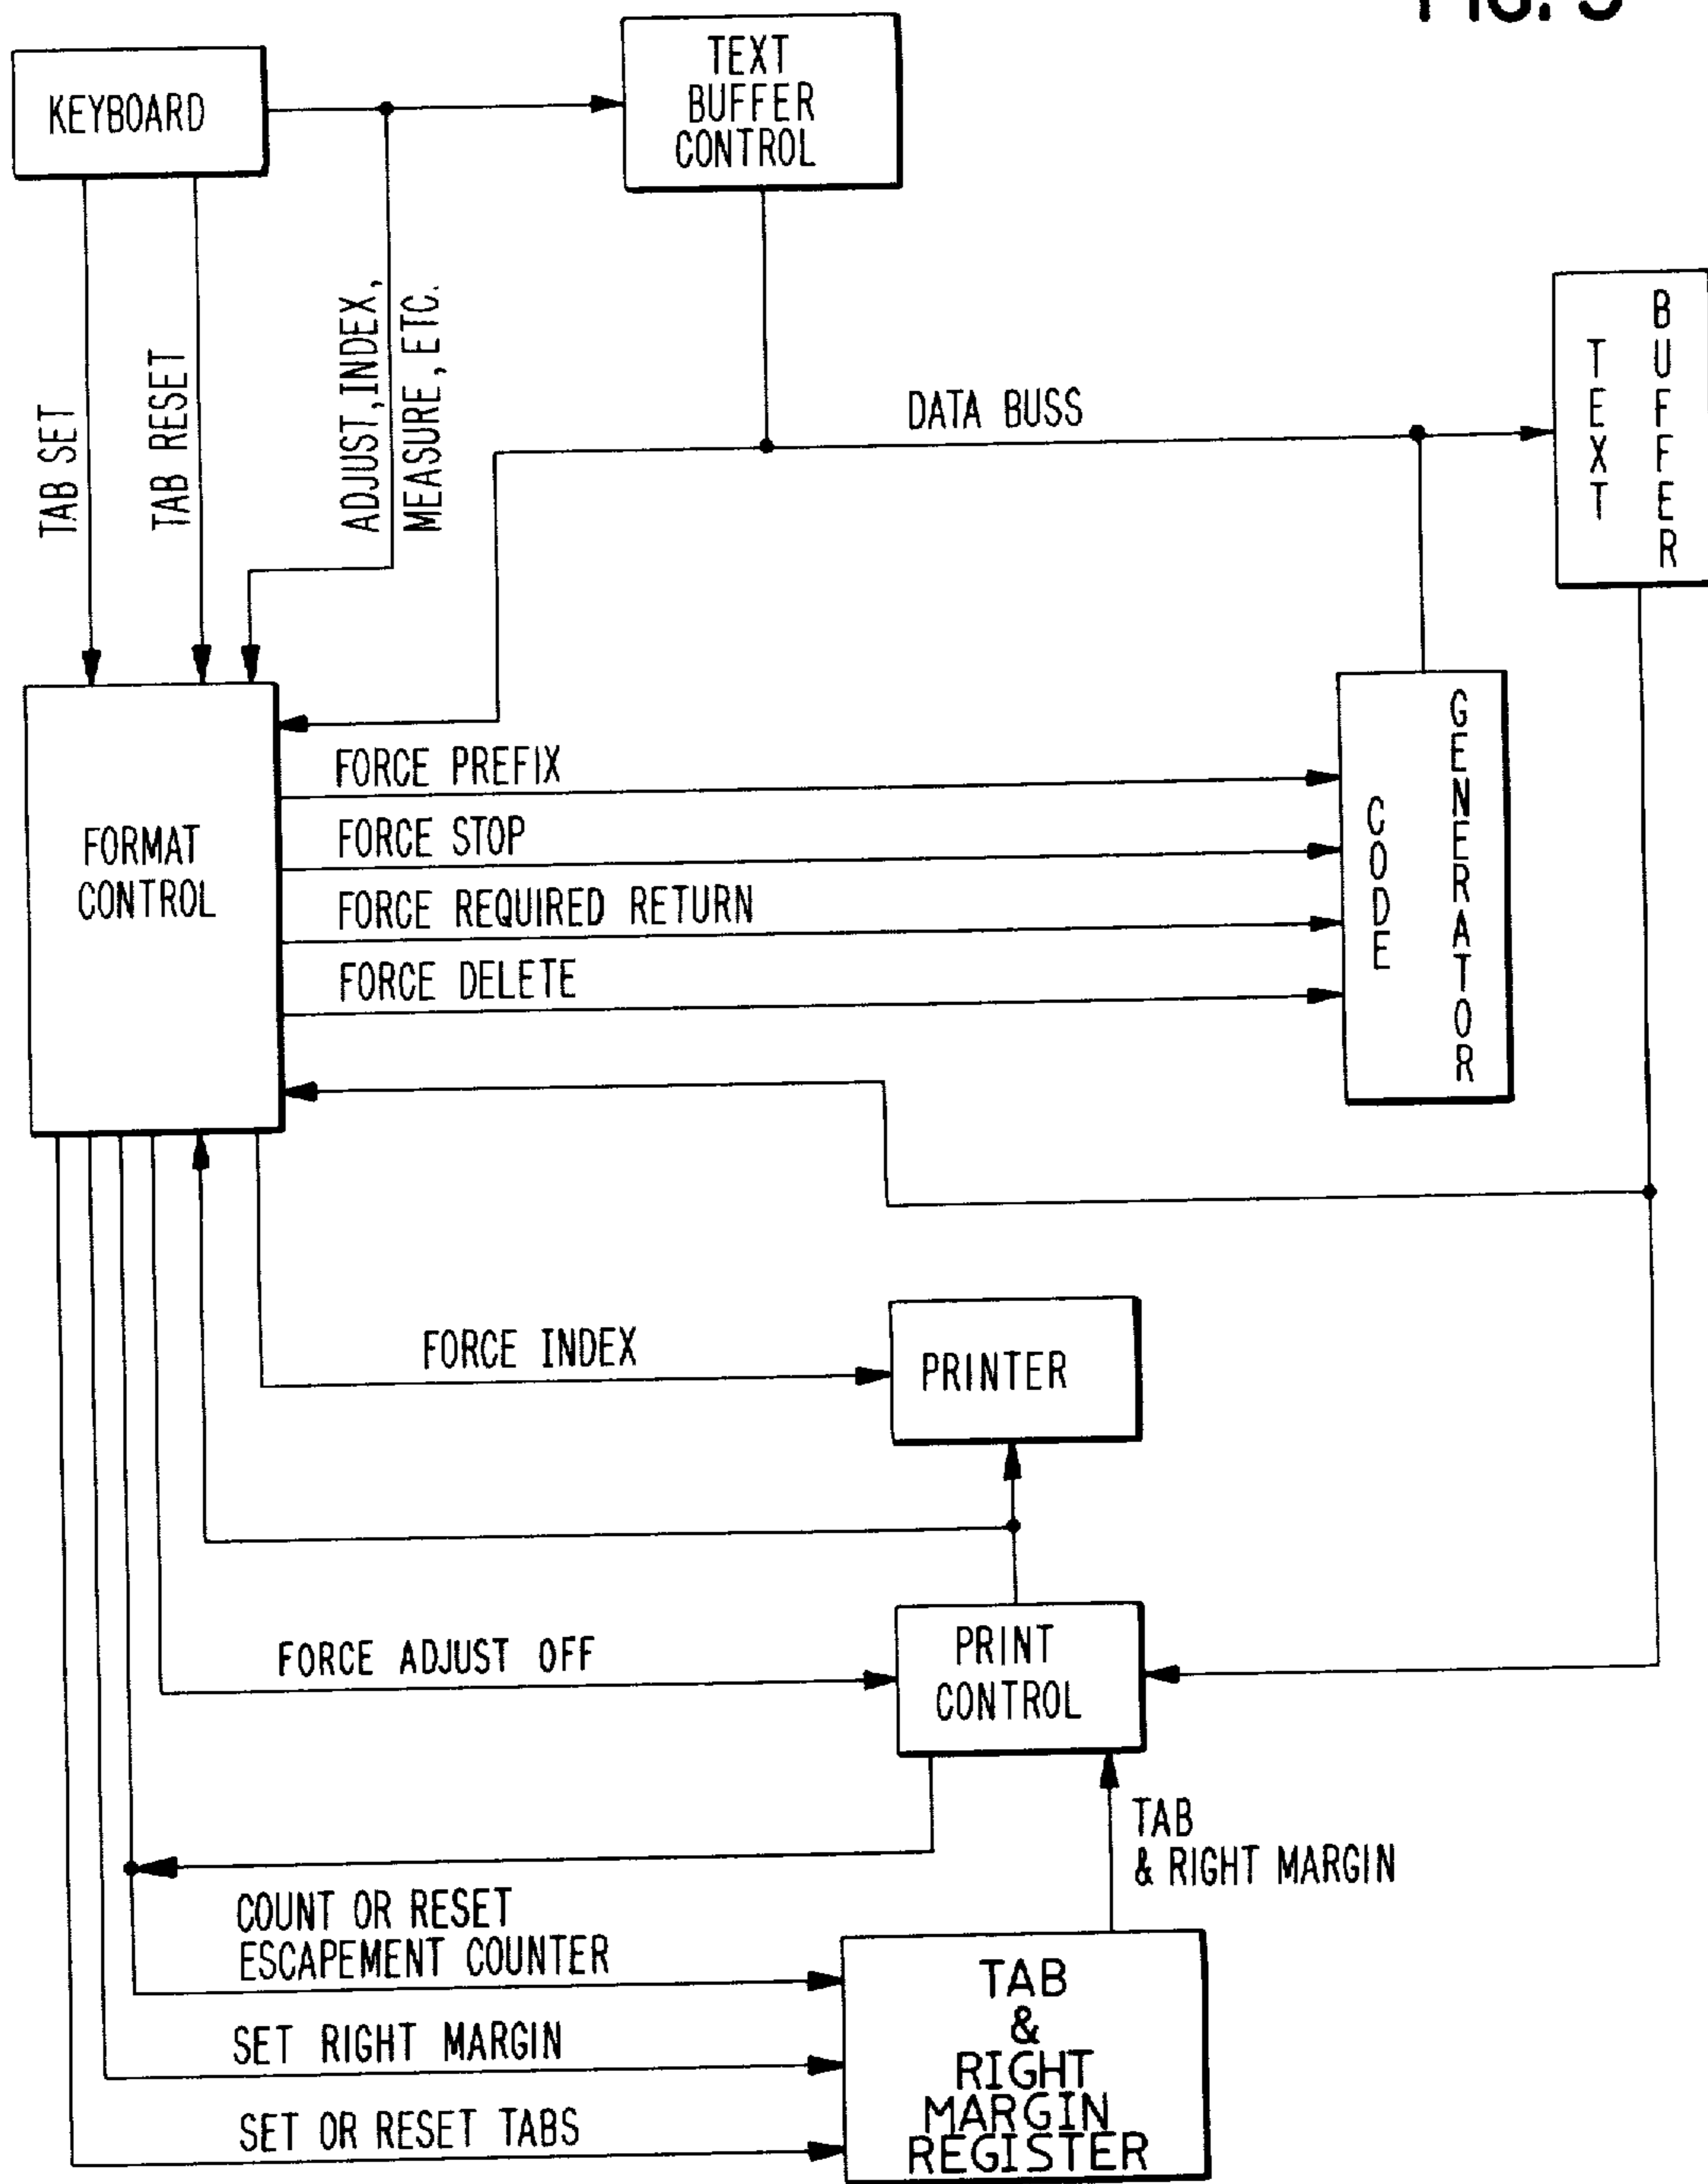 KEYBOARD
TEXT
BUFFER
CONTROL
TAB SET
TAB RESET
ADJUST, INDEX,
MEASURE, ETC.
DATA BUSS
TEXT
BUFFER
FORMAT
CONTROL
FORCE PREFIX
FORCE STOP
FORCE REQUIRED RETURN
FORCE DELETE
CODE
GENERATOR
FORCE INDEX
PRINTER
FORCE ADJUST OFF
PRINT
CONTROL
TAB
& RIGHT MARGIN
COUNT OR RESET
ESCAPEMENT COUNTER
SET RIGHT MARGIN
SET OR RESET TABS
TAB
&
RIGHT
MARGIN
REGISTER